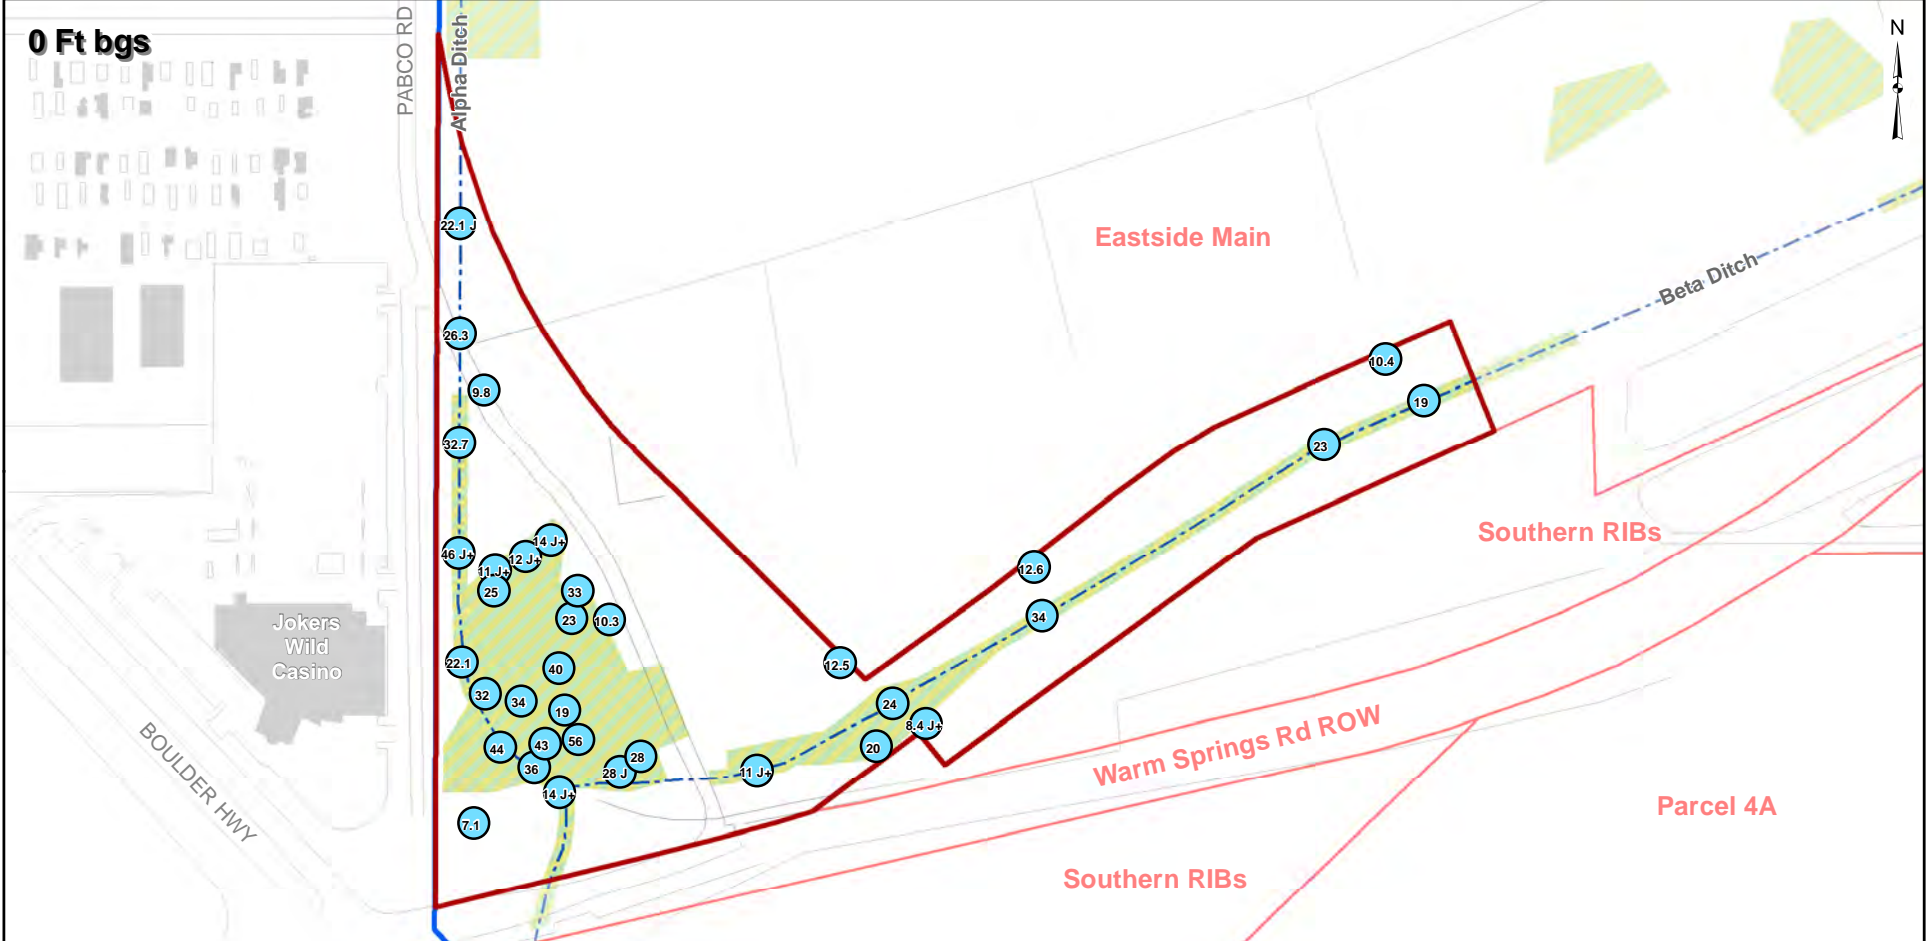 0 Ft bgs
PABCO RD
Alpha Ditch
N
22.1 J
Eastside Main
Beta Ditch
26.3
10.4
9.8
19
32.7
23
Southern RIBs
46 J+
14 J+
12 J+
11 J+
25
33
12.6
23
10.3
34
Jokers
Wild
Casino
22.1
40
12.5
32
34
19
24
8.4 J+
44
43
56
20
36
28 J
28
11 J+
14 J+
Warm Springs Rd ROW
BOULDER HWY
7.1
Parcel 4A
Southern RIBs